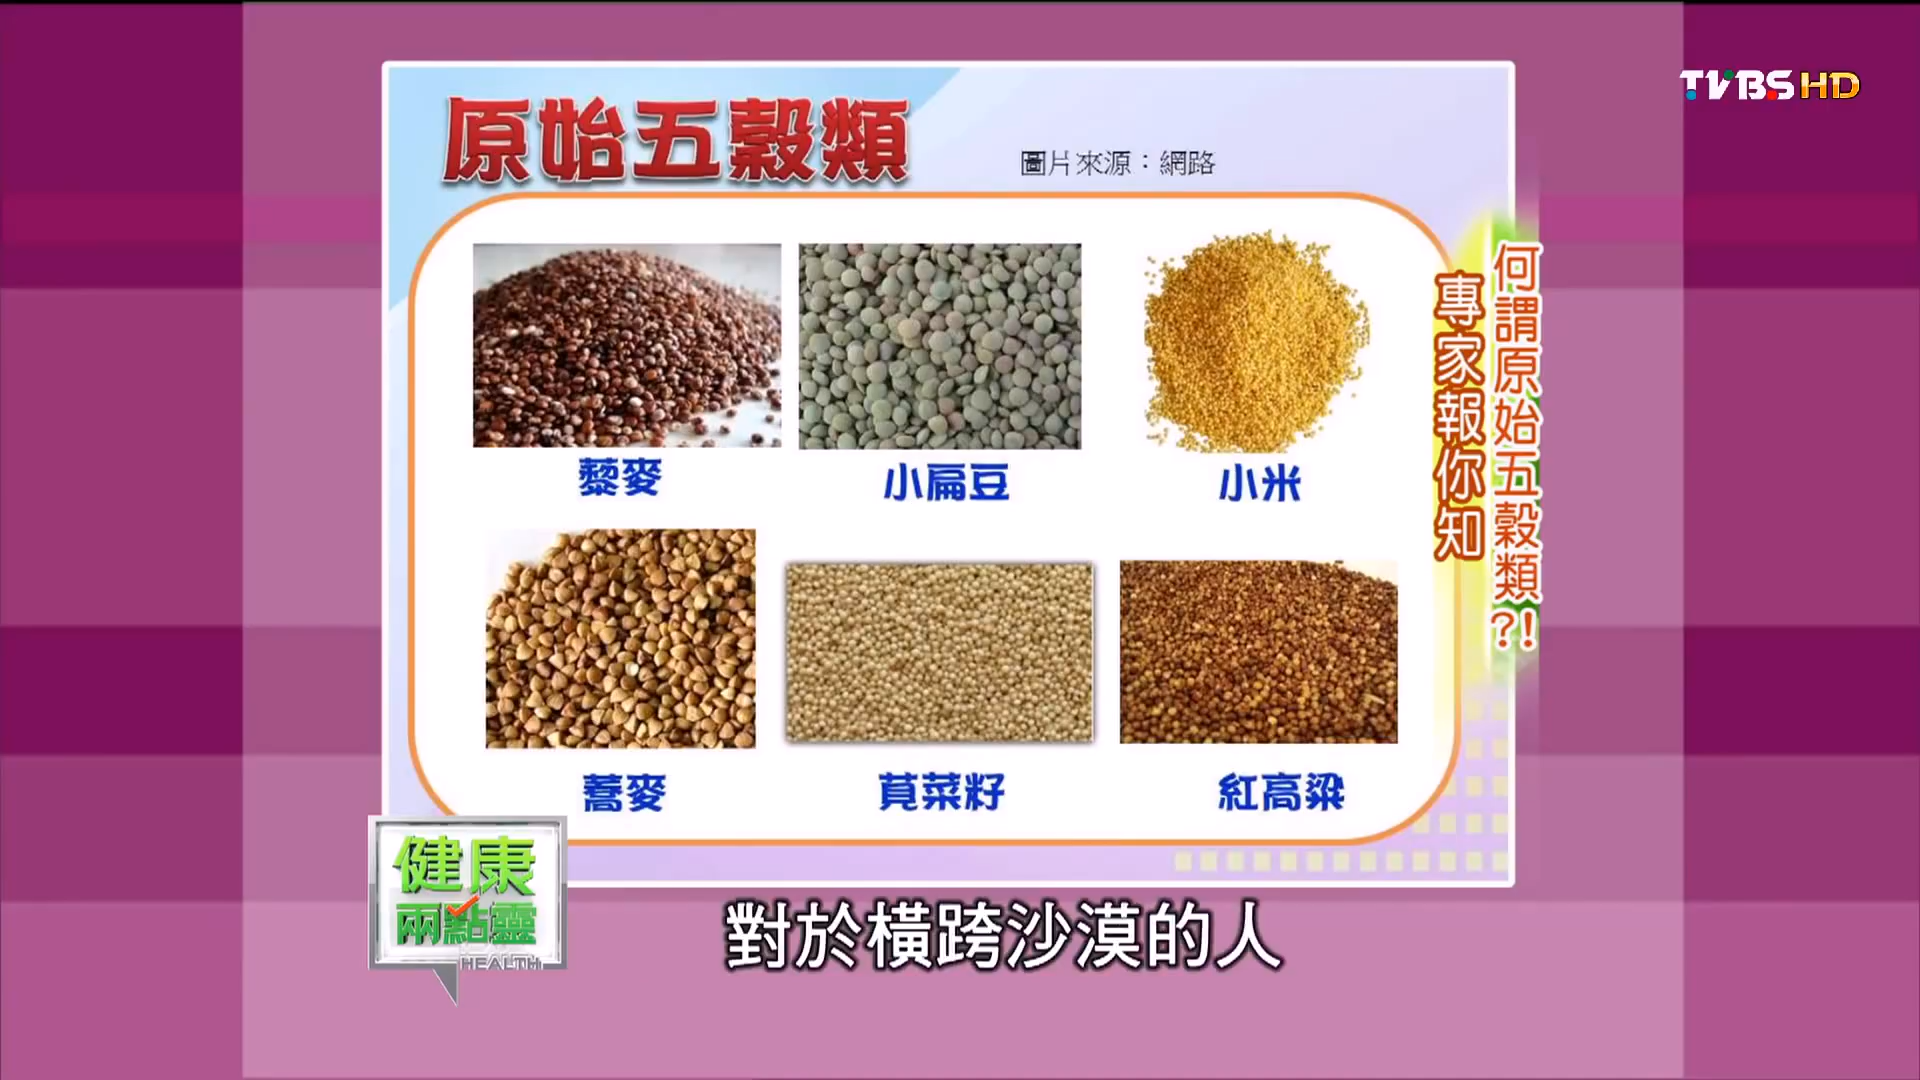 TVBS HD
原始五穀類
圖片來源：網路
何謂原始五穀類?!
專家報你知
藜麥
小扁豆
小米
蕎麥
莧菜籽
紅高粱
健康
兩點靈
HEALTH
對於橫跨沙漠的人